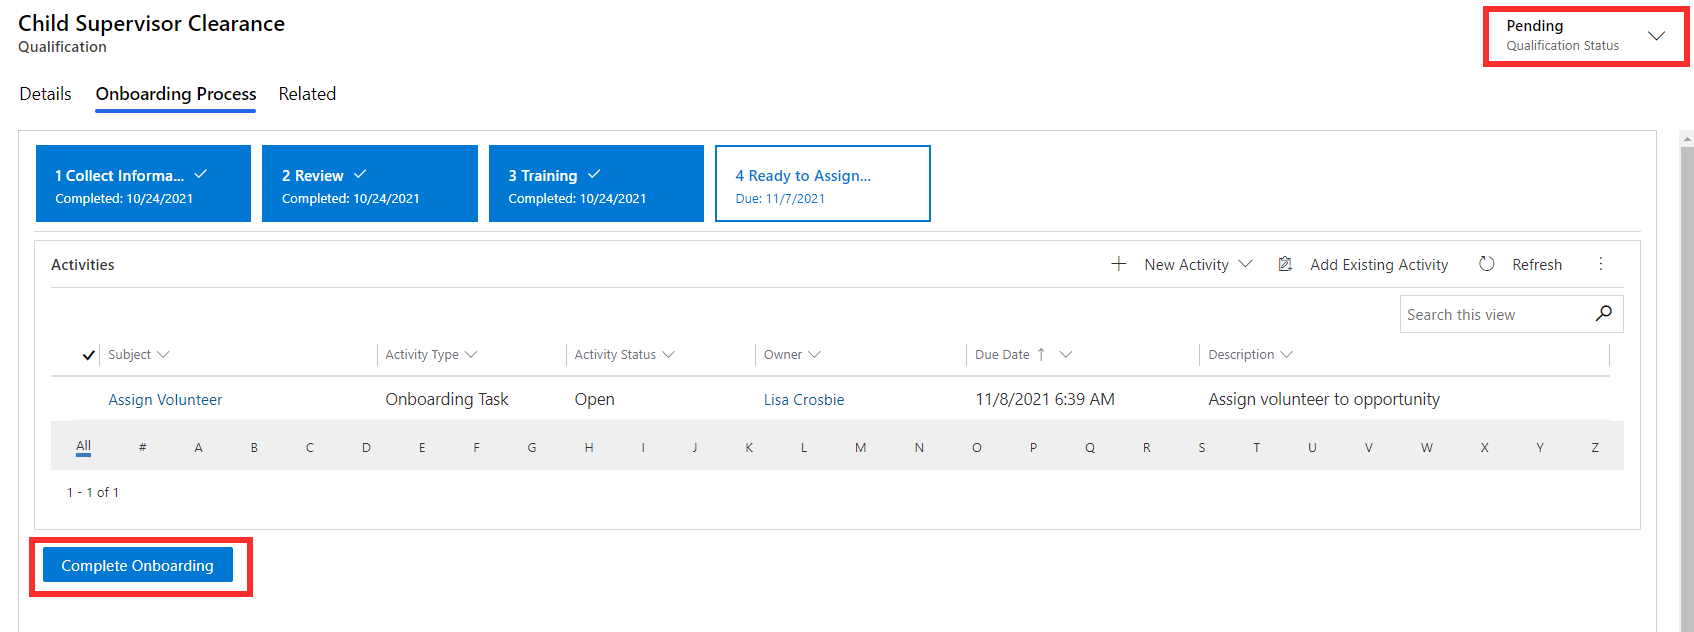 Child Supervisor Clearance
Qualification
Pending
Qualification Status
Details Onboarding Process Related
1 Collect Informa...
Completed: 10/24/2021
2 Review
Completed: 10/24/2021
3 Training
Completed: 10/24/2021
4 Ready to Assign...
Due: 11/7/2021
Activities
New Activity Add Existing Activity Refresh
Search this view
Subject Activity Type Activity Status Owner Due Date Description
Assign Volunteer Onboarding Task Open Lisa Crosbie 11/8/2021 6:39 AM Assign volunteer to opportunity
All # A B C D E F G H I J K L M N O P Q R S T U V W X Y Z
1 - 1 of 1
Complete Onboarding